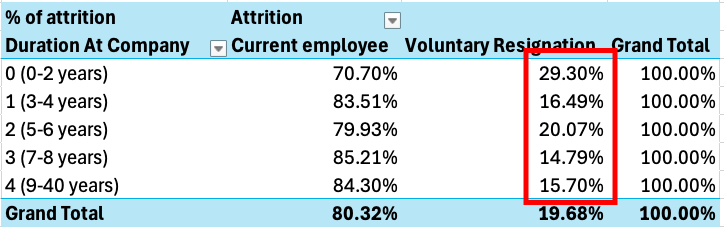 % of attrition Attrition
Duration At Company Current employee Voluntary Resignation Grand Total
0 (0-2 years) 70.70% 29.30% 100.00%
1 (3-4 years) 83.51% 16.49% 100.00%
2 (5-6 years) 79.93% 20.07% 100.00%
3 (7-8 years) 85.21% 14.79% 100.00%
4 (9-40 years) 84.30% 15.70% 100.00%
Grand Total 80.32% 19.68% 100.00%